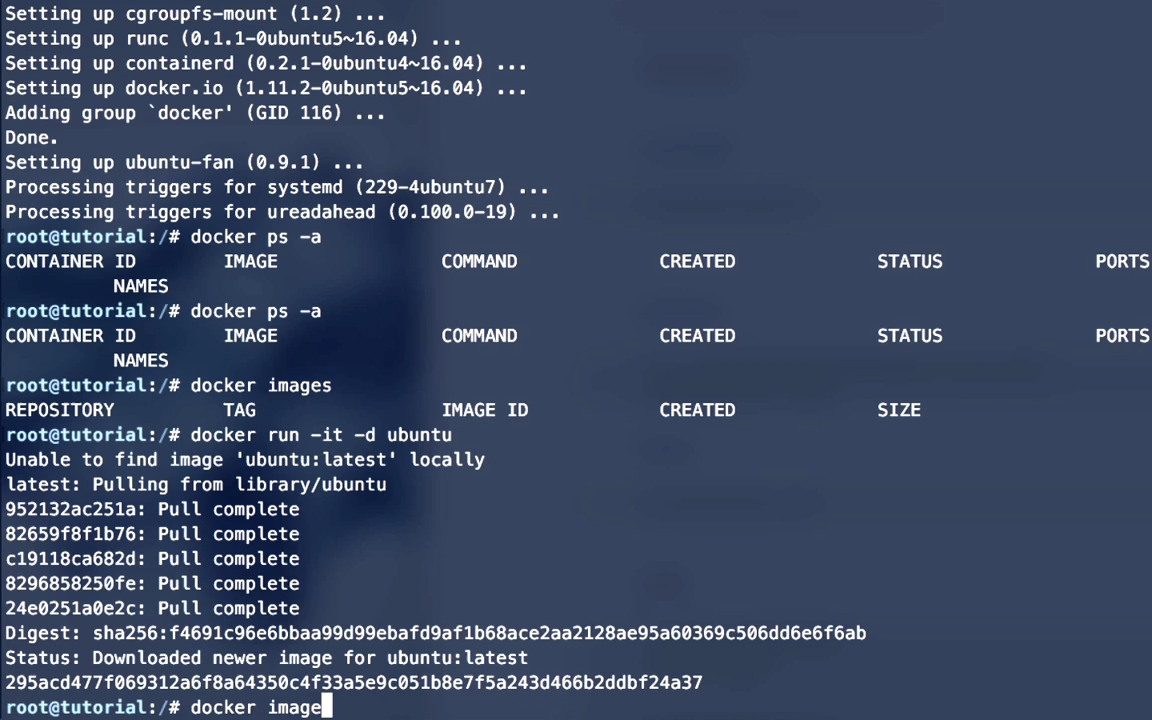 Setting up cgroupfs-mount (1.2) ...
Setting up runc (0.1.1-0ubuntu5~16.04) ...
Setting up containerd (0.2.1-0ubuntu4~16.04) ...
Setting up docker.io (1.11.2-0ubuntu5~16.04) ...
Adding group `docker' (GID 116) ...
Done.
Setting up ubuntu-fan (0.9.1) ...
Processing triggers for systemd (229-4ubuntu7) ...
Processing triggers for ureadahead (0.100.0-19) ...
root@tutorial:/# docker ps -a
CONTAINER ID IMAGE COMMAND CREATED STATUS PORTS
NAMES
root@tutorial:/# docker ps -a
CONTAINER ID IMAGE COMMAND CREATED STATUS PORTS
NAMES
root@tutorial:/# docker images
REPOSITORY TAG IMAGE ID CREATED SIZE
root@tutorial:/# docker run -it -d ubuntu
Unable to find image 'ubuntu:latest' locally
latest: Pulling from library/ubuntu
952132ac251a: Pull complete
82659f8f1b76: Pull complete
c19118ca682d: Pull complete
8296858250fe: Pull complete
24e0251a0e2c: Pull complete
Digest: sha256:f4691c96e6bbaa99d99ebafd9af1b68ace2aa2128ae95a60369c506dd6e6f6ab
Status: Downloaded newer image for ubuntu:latest
295acd477f069312a6f8a64350c4f33a5e9c051b8e7f5a243d466b2ddbf24a37
root@tutorial:/# docker image